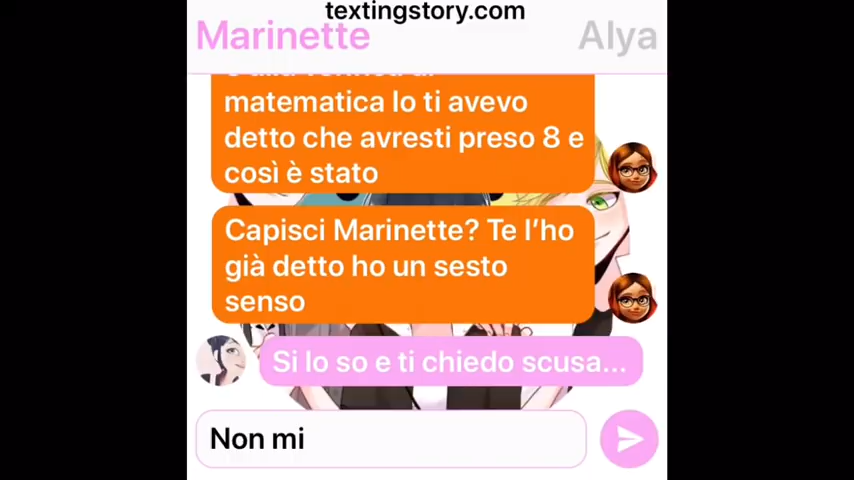 textingstory.com
Marinette
Alya
matematica Io ti avevo
detto che avresti preso 8 e
così è stato
Capisci Marinette? Te l’ho
già detto ho un sesto
senso
Si lo so e ti chiedo scusa...
Non mi